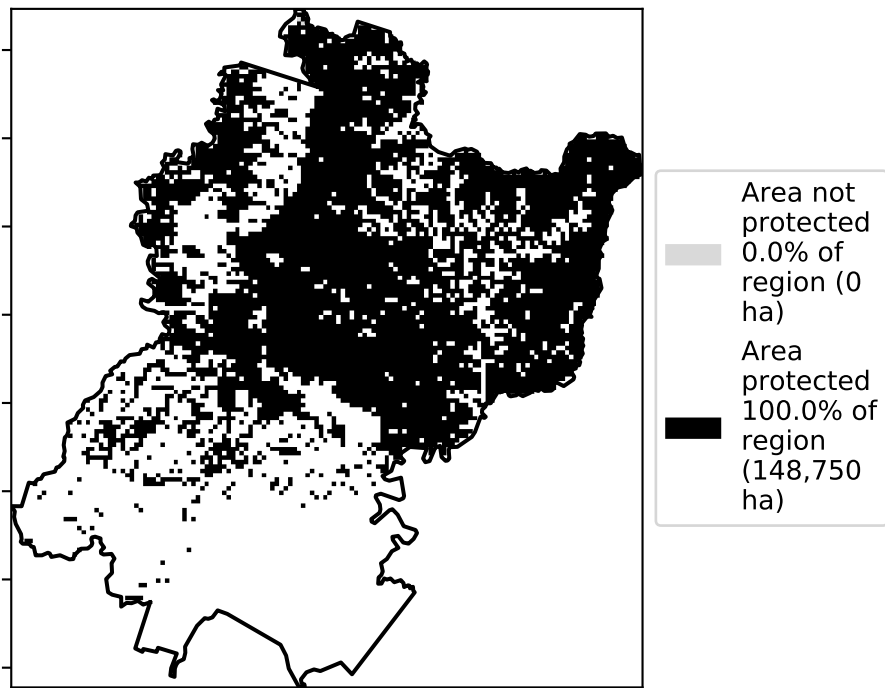 Area not
protected
0.0% of
region (0
ha)
Area
protected
100.0% of
region
(148,750
ha)